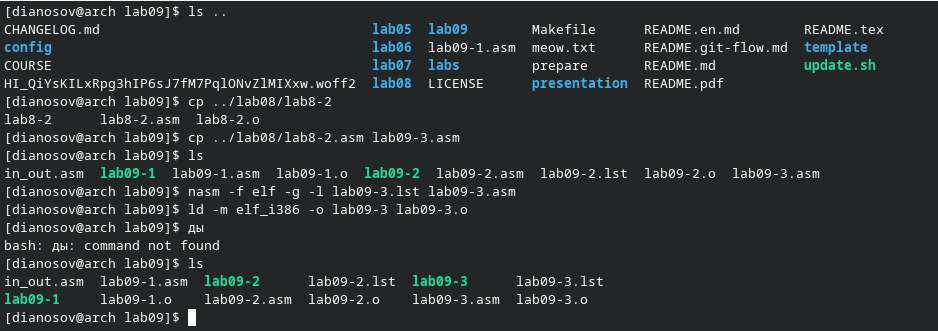 [dianosov@arch lab09]$ ls ..
CHANGELOG.md lab05 lab09 Makefile README.en.md README.tex
config lab06 lab09-1.asm meow.txt README.git-flow.md template
COURSE lab07 labs prepare README.md update.sh
HI_QiYsKILxRpg3hIP6sJ7fM7PqlONvZlMIXxw.woff2 lab08 LICENSE presentation README.pdf
[dianosov@arch lab09]$ cp ../lab08/lab8-2
lab8-2 lab8-2.asm lab8-2.o
[dianosov@arch lab09]$ cp ../lab08/lab8-2.asm lab09-3.asm
[dianosov@arch lab09]$ ls
in_out.asm lab09-1 lab09-1.asm lab09-1.o lab09-2 lab09-2.asm lab09-2.lst lab09-2.o lab09-3.asm
[dianosov@arch lab09]$ nasm -f elf -g -l lab09-3.lst lab09-3.asm
[dianosov@arch lab09]$ ld -m elf_i386 -o lab09-3 lab09-3.o
[dianosov@arch lab09]$ ды
bash: ды: command not found
[dianosov@arch lab09]$ ls
in_out.asm lab09-1.asm lab09-2 lab09-2.lst lab09-3 lab09-3.lst
lab09-1 lab09-1.o lab09-2.asm lab09-2.o lab09-3.asm lab09-3.o
[dianosov@arch lab09]$